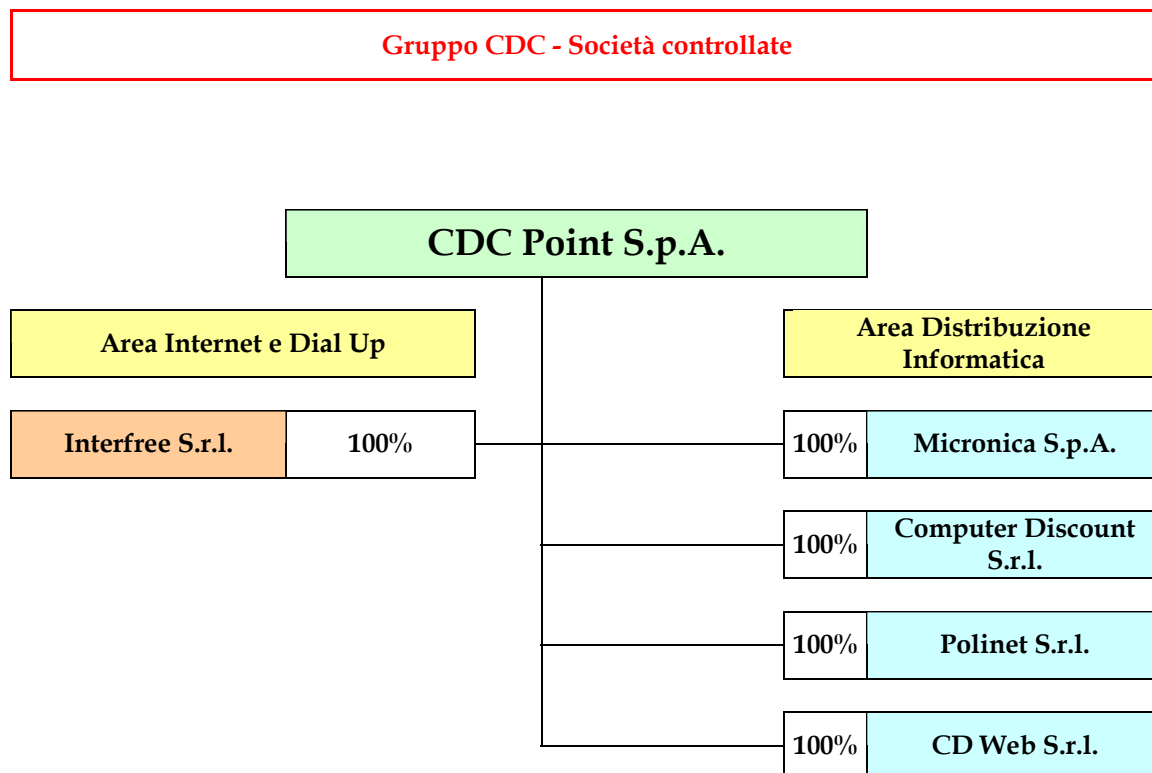 Gruppo CDC - Società controllate
CDC Point S.p.A.
Area Internet e Dial Up
Area Distribuzione
Informatica
Interfree S.r.l.
100%
100%
Micronica S.p.A.
100%
Computer Discount
S.r.l.
100%
Polinet S.r.l.
100%
CD Web S.r.l.